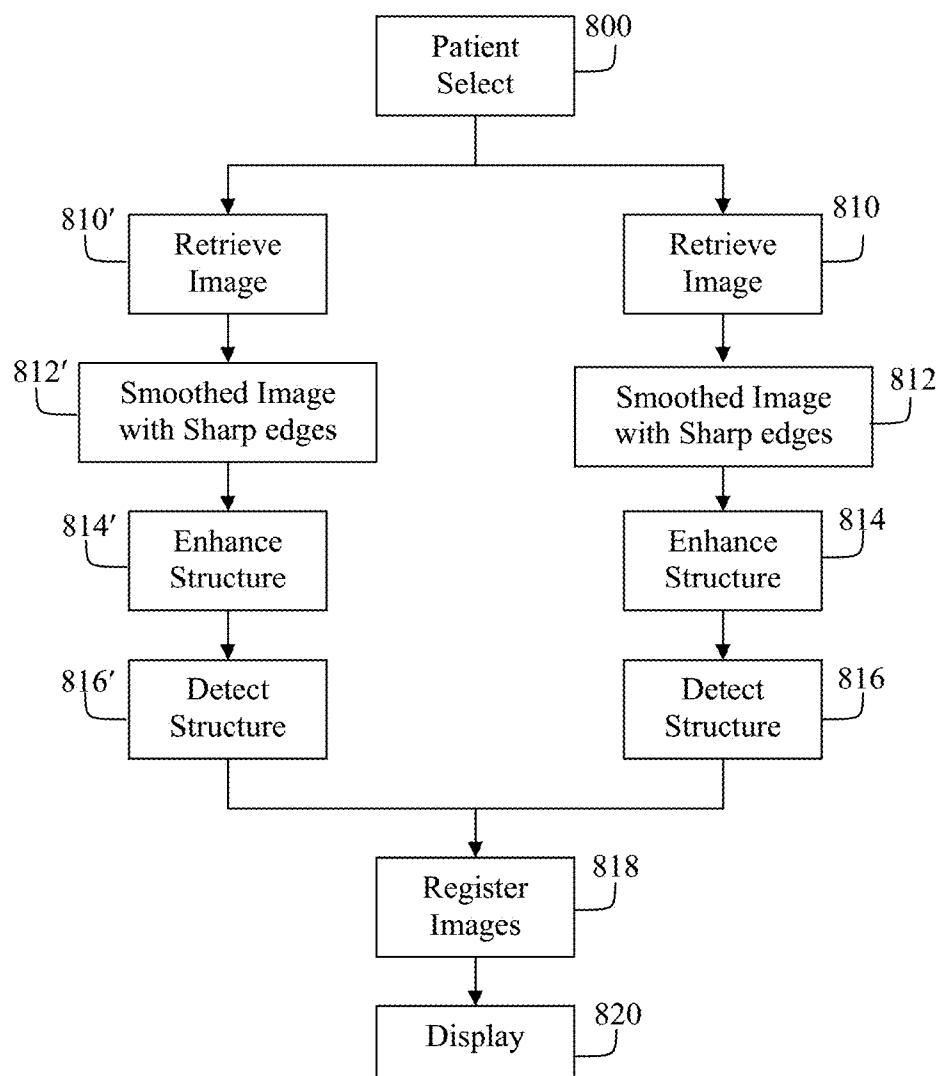 800
Patient
Select
810′
Retrieve
Image
810
Retrieve
Image
812′
Smoothed Image
with Sharp edges
812
Smoothed Image
with Sharp edges
814′
Enhance
Structure
814
Enhance
Structure
816′
Detect
Structure
816
Detect
Structure
818
Register
Images
820
Display